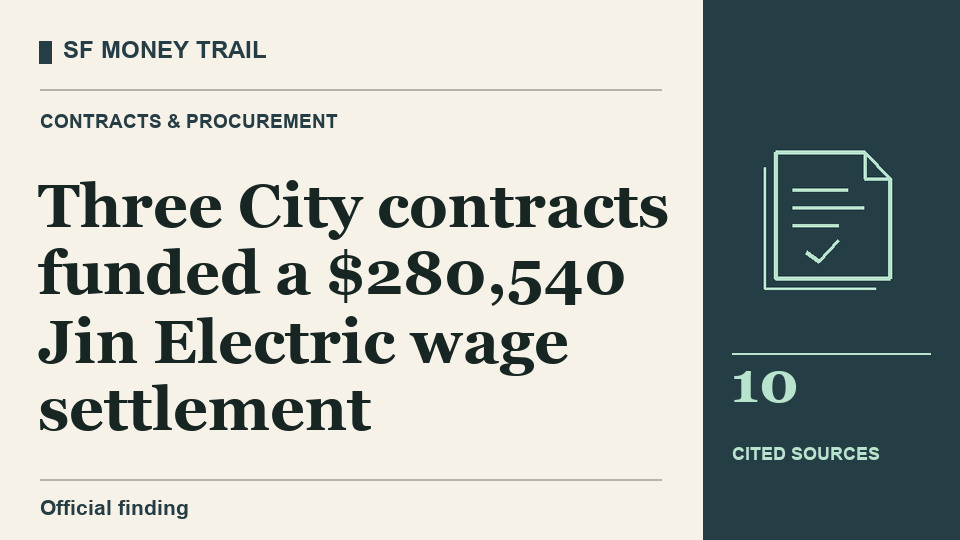 SF MONEY TRAIL
CONTRACTS & PROCUREMENT
Three City contracts
funded a $280,540
Jin Electric wage
settlement
Official finding
10
CITED SOURCES